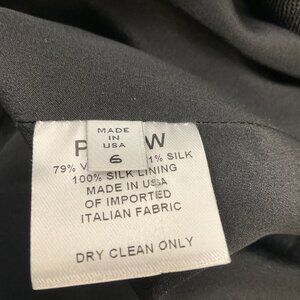 MADE IN
USA
6
79% 1% SILK
100% SILK LINING
MADE IN USA
OF IMPORTED
ITALIAN FABRIC
DRY CLEAN ONLY